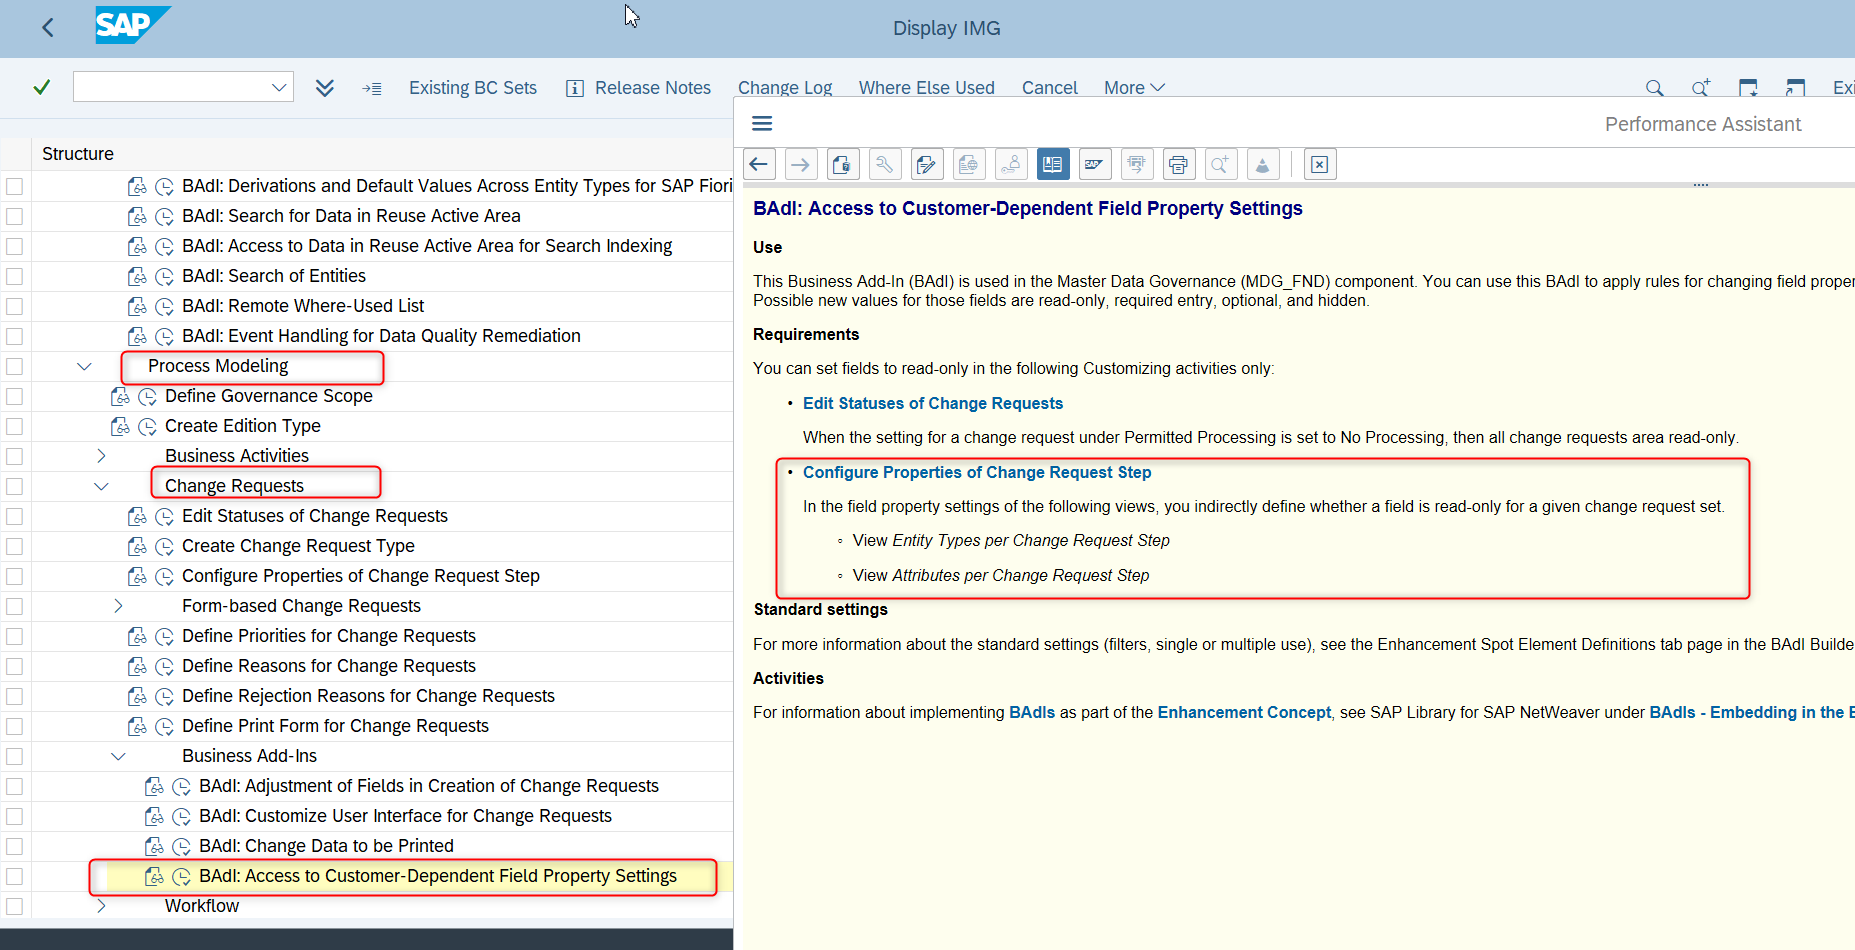 SAP
Display IMG
Existing BC Sets
Release Notes
Change Log
Where Else Used
Cancel
More
Exi
Structure
BAdI: Derivations and Default Values Across Entity Types for SAP Fiori
BAdI: Search for Data in Reuse Active Area
BAdI: Access to Data in Reuse Active Area for Search Indexing
BAdI: Search of Entities
BAdI: Remote Where-Used List
BAdI: Event Handling for Data Quality Remediation
Process Modeling
Define Governance Scope
Create Edition Type
Business Activities
Change Requests
Edit Statuses of Change Requests
Create Change Request Type
Configure Properties of Change Request Step
Form-based Change Requests
Define Priorities for Change Requests
Define Reasons for Change Requests
Define Rejection Reasons for Change Requests
Define Print Form for Change Requests
Business Add-Ins
BAdI: Adjustment of Fields in Creation of Change Requests
BAdI: Customize User Interface for Change Requests
BAdI: Change Data to be Printed
BAdI: Access to Customer-Dependent Field Property Settings
Workflow
Performance Assistant
BAdI: Access to Customer-Dependent Field Property Settings
Use
This Business Add-In (BAdI) is used in the Master Data Governance (MDG_FND) component. You can use this BAdI to apply rules for changing field proper
Possible new values for those fields are read-only, required entry, optional, and hidden.
Requirements
You can set fields to read-only in the following Customizing activities only:
• Edit Statuses of Change Requests
When the setting for a change request under Permitted Processing is set to No Processing, then all change requests area read-only.
• Configure Properties of Change Request Step
In the field property settings of the following views, you indirectly define whether a field is read-only for a given change request set.
◦ View Entity Types per Change Request Step
◦ View Attributes per Change Request Step
Standard settings
For more information about the standard settings (filters, single or multiple use), see the Enhancement Spot Element Definitions tab page in the BAdI Builde
Activities
For information about implementing BAdIs as part of the Enhancement Concept, see SAP Library for SAP NetWeaver under BAdIs - Embedding in the E